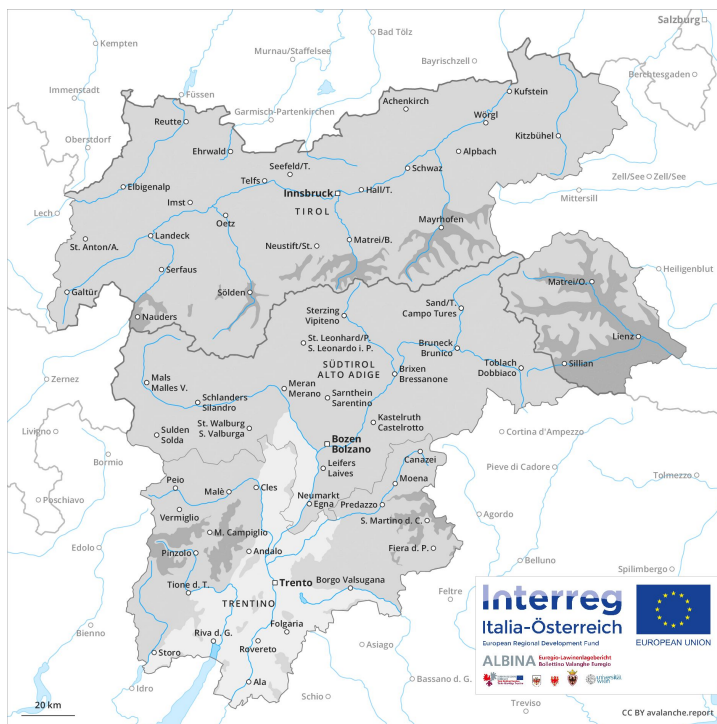 Salzburg
Kempten
Bad Tölz
Murnau/Staffelsee
Bayrischzell
Berchtesgaden
Immenstadt
Füssen
Kufstein
Achenkirch
Garmisch-Partenkirchen
Wörgl
Reutte
Kitzbühel
Oberstdorf
Ehrwald
Alpbach
Seefeld/T.
Schwaz
Zell/See
Zell/See
Telfs
Elbigenalp
Innsbruck
Hall/T.
Mittersill
Imst
TIROL
Lech
Oetz
Mayrhofen
Landeck
St. Anton/A.
Neustift/St.
Matrei/B.
Serfaus
Heiligenblut
Matrei/O.
Galtür
Sölden
Sand/T.
Campo Tures
Nauders
Sterzing
Vipiteno
Lienz
St. Leonhard/P.
S. Leonardo i. P.
Bruneck
Brunico
Toblach
Dobbiaco
Sillian
SÜDTIROL
ALTO ADIGE
Brixen
Bressanone
Zernez
Mals
Malles V.
Meran
Merano
Schlanders
Silandro
Sarnthein
Sarentino
Kastelruth
Castelrotto
St. Walburg
S. Valburga
Livigno
Sulden
Solda
Cortina d'Ampezzo
Bozen
Bolzano
Canazei
Bormio
Leifers
Laives
Pieve di Cadore
Tolmezzo
Peio
Moena
Malè
Cles
Neumarkt
Egna
Predazzo
Poschiavo
Vermiglio
S. Martino d. C.
Agordo
M. Campiglio
Edolo
Pinzolo
Andalo
Fiera d. P.
Belluno
Spilimbergo
Tione d. T.
Trento
Borgo Valsugana
Feltre
TRENTINO
Bienno
Riva d. G.
Folgaria
Storo
Rovereto
Asiago
Idro
Ala
Schio
Bassano d. G.
Treviso
20 km
Interreg
Italia-Österreich
European Regional Development Fund
EUROPEAN UNION
ALBINA
Euregio-Lawinenlagebericht
Bollettino Valanghe Euregio
universität
wien
CC BY avalanche.report